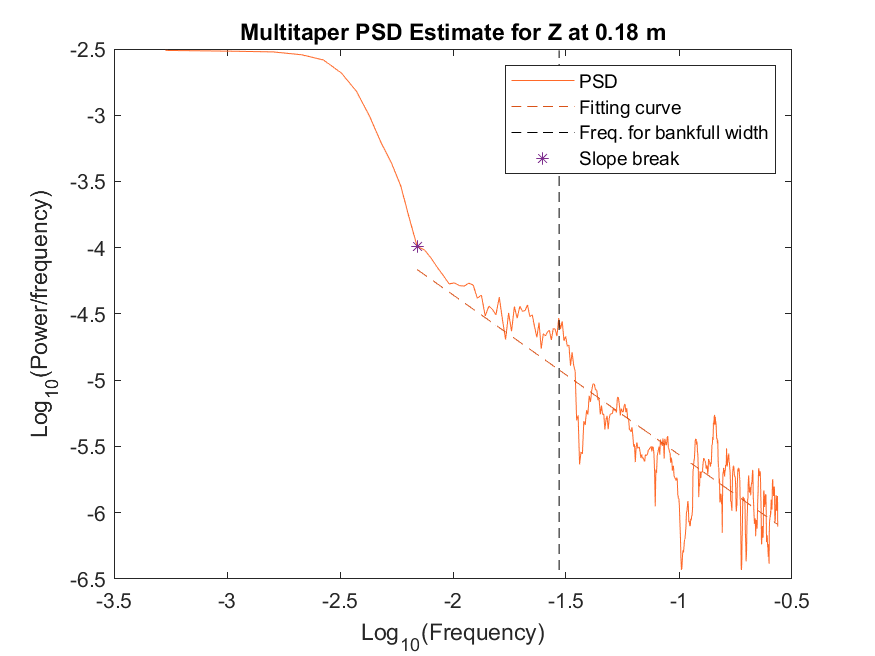 Multitaper PSD Estimate for Z at 0.18 m
-2.5
-3
-3.5
-4
-4.5
-5
-5.5
-6
-6.5
Log10(Power/frequency)
PSD
Fitting curve
Freq. for bankfull width
Slope break
-3.5 -3 -2.5 -2 -1.5 -1 -0.5
Log10(Frequency)